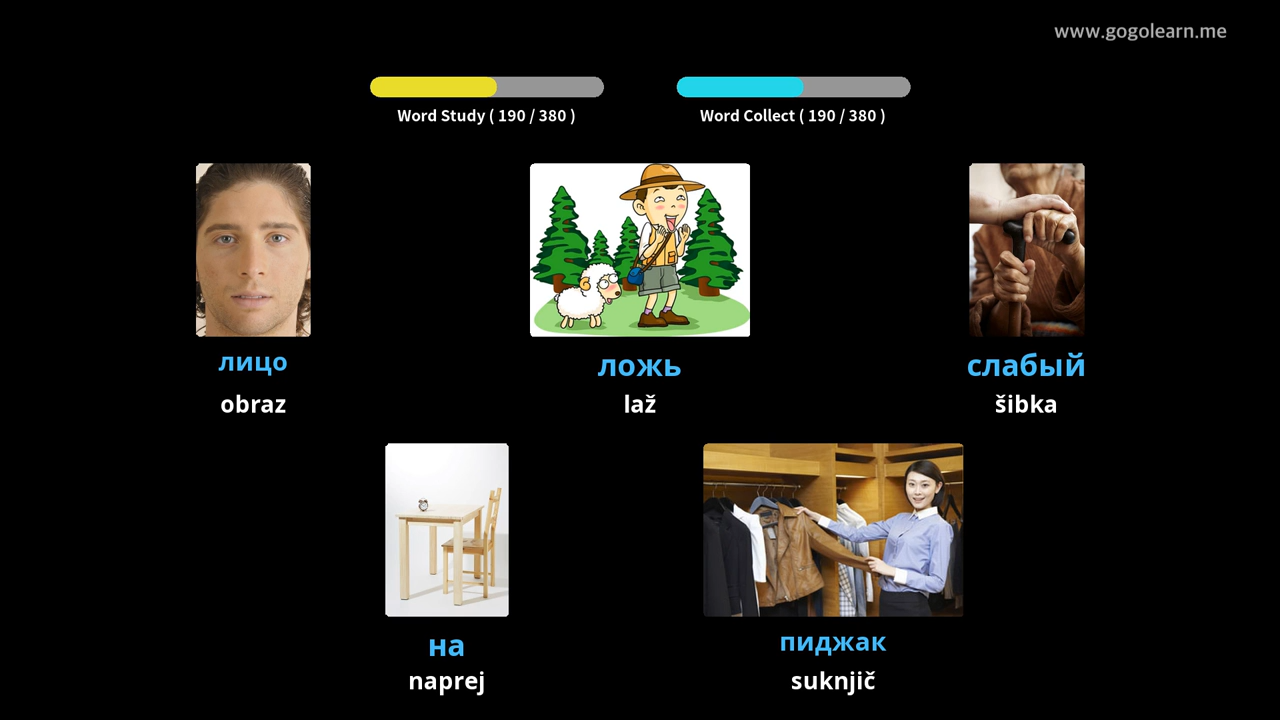 www.gogolearn.me
Word Study ( 190 / 380 )
Word Collect ( 190 / 380 )
лицо
obraz
ложь
laž
слабый
šibka
на
naprej
пиджак
suknjič